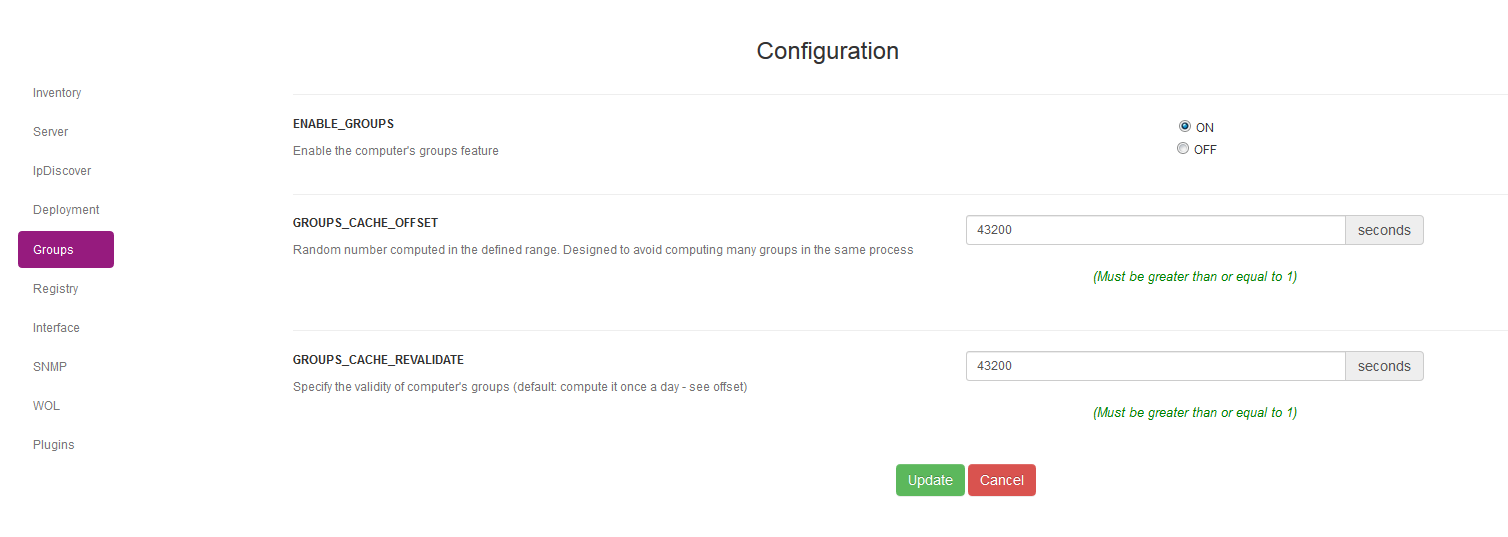 Configuration
Inventory
Server
IpDiscover
Deployment
Groups
Registry
Interface
SNMP
WOL
Plugins
ENABLE_GROUPS
Enable the computer's groups feature
ON
OFF
GROUPS_CACHE_OFFSET
Random number computed in the defined range. Designed to avoid computing many groups in the same process
43200 seconds
(Must be greater than or equal to 1)
GROUPS_CACHE_REVALIDATE
Specify the validity of computer's groups (default: compute it once a day - see offset)
43200 seconds
(Must be greater than or equal to 1)
Update Cancel